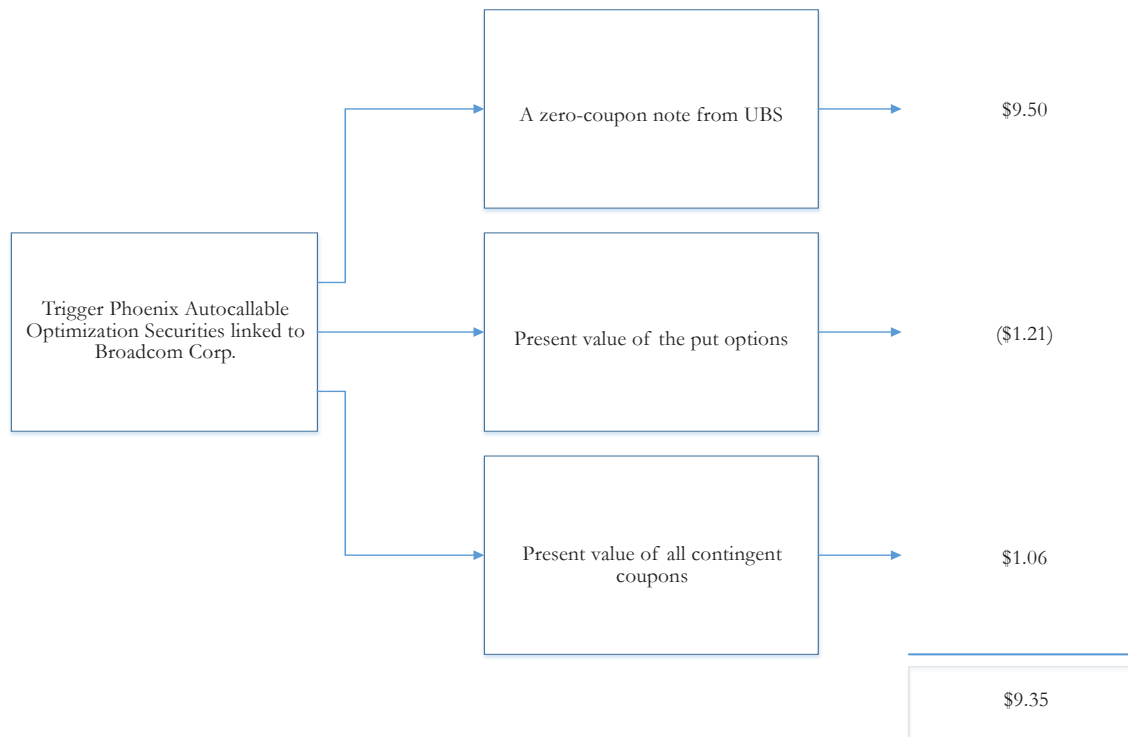 A zero-coupon note from UBS
$9.50
Trigger Phoenix Autocallable
Optimization Securities linked to
Broadcom Corp.
Present value of the put options
($1.21)
Present value of all contingent
coupons
$1.06
$9.35